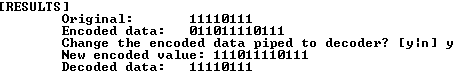 [RESULTS]
Original: 11110111
Encoded data: 011011110111
Change the encoded data piped to decoder? [y|n] y
New encoded value: 111011110111
Decoded data: 11110111